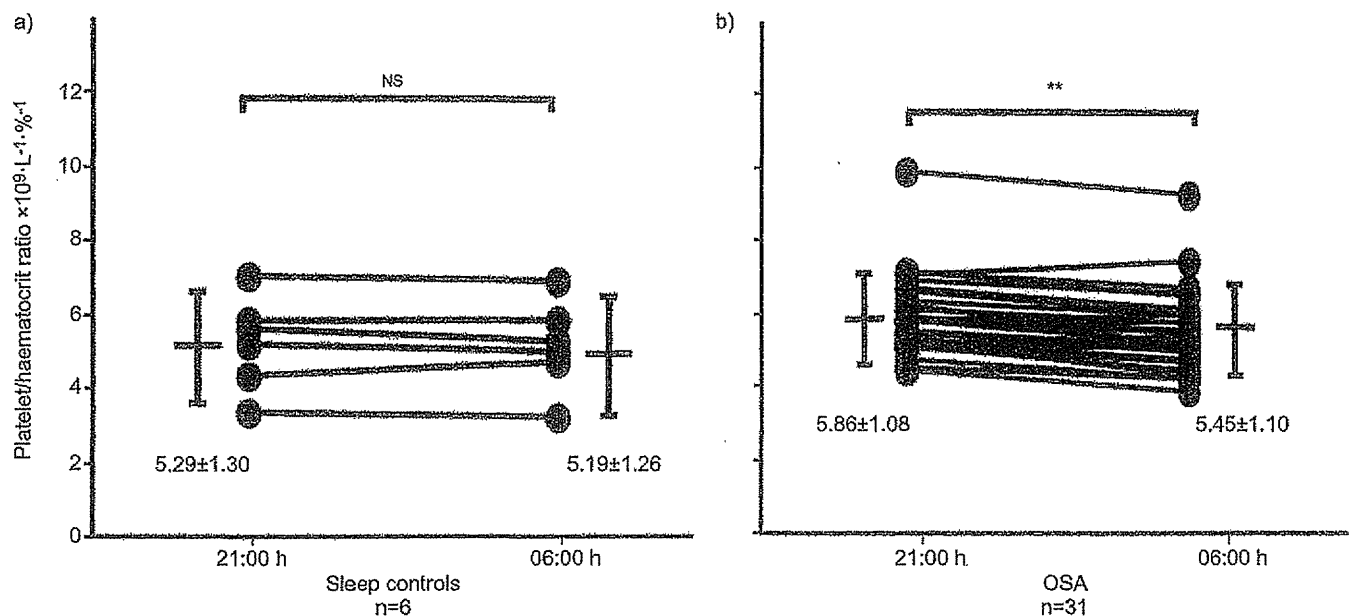 a)
Platelet/haematocrit ratio ×10⁹·L⁻¹·%⁻¹
12
10
8
6
4
2
0
NS
5.29±1.30
5.19±1.26
21:00 h
06:00 h
Sleep controls
n=6
b)
**
5.86±1.08
5.45±1.10
21:00 h
06:00 h
OSA
n=31